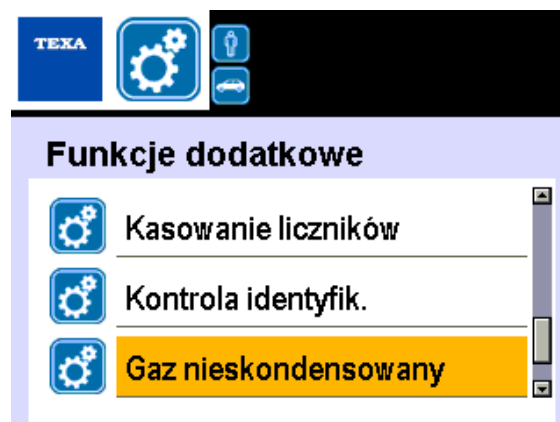 TEXA
Funkcje dodatkowe
Kasowanie liczników
Kontrola identyfik.
Gaz nieskondensowany